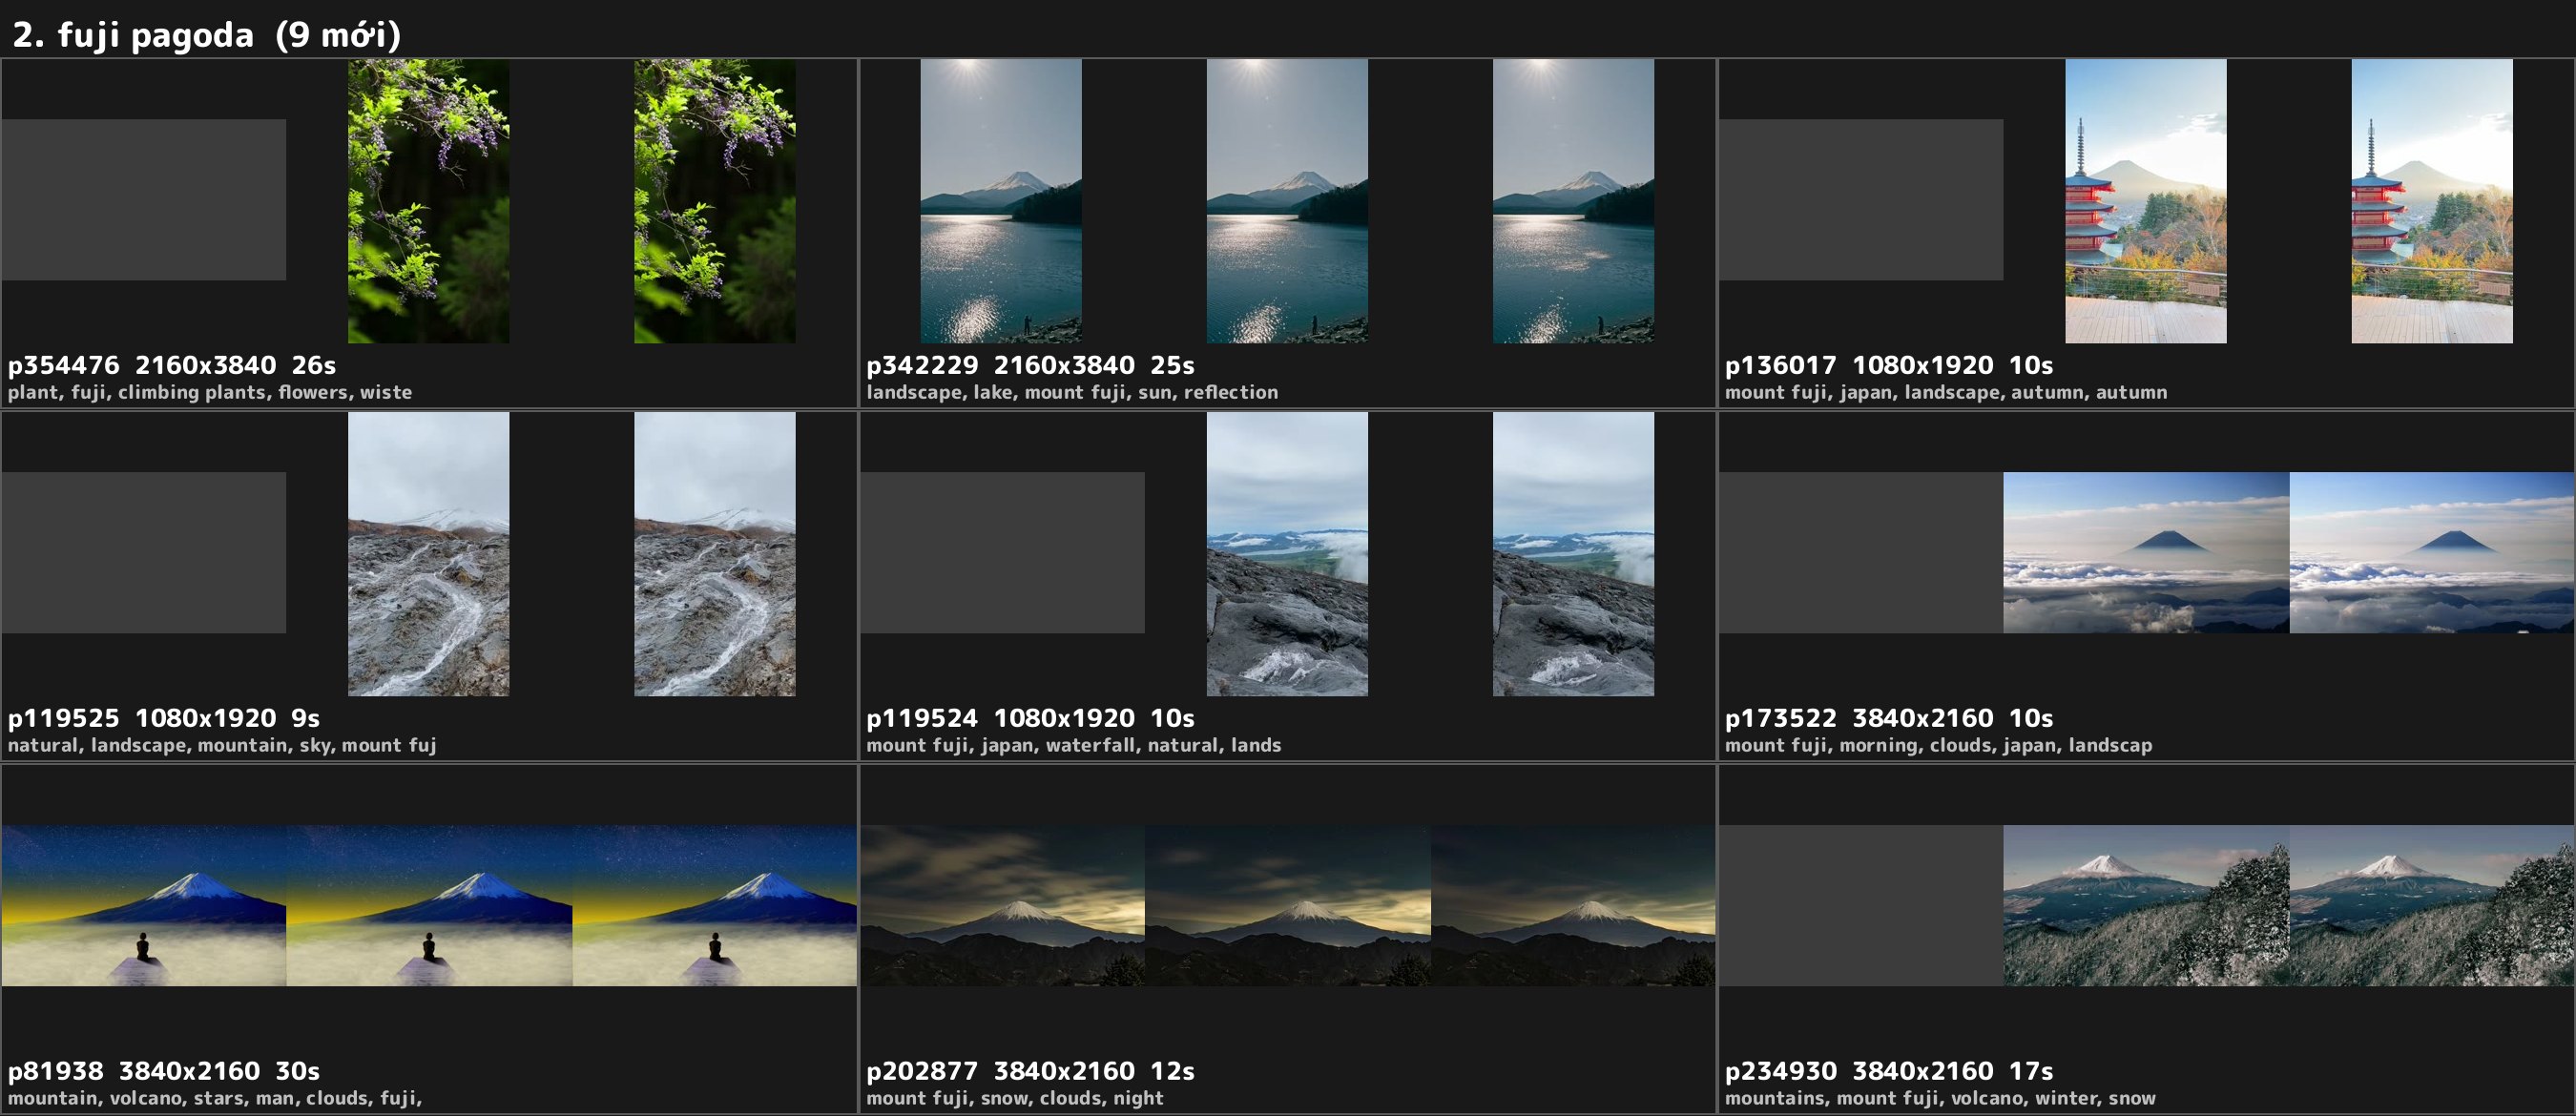 2. fuji pagoda (9 mới)
p354476 2160x3840 26s
plant, fuji, climbing plants, flowers, wiste
p342229 2160x3840 25s
landscape, lake, mount fuji, sun, reflection
p136017 1080x1920 10s
mount fuji, japan, landscape, autumn, autumn
p119525 1080x1920 9s
natural, landscape, mountain, sky, mount fuj
p119524 1080x1920 10s
mount fuji, japan, waterfall, natural, lands
p173522 3840x2160 10s
mount fuji, morning, clouds, japan, landscap
p81938 3840x2160 30s
mountain, volcano, stars, man, clouds, fuji,
p202877 3840x2160 12s
mount fuji, snow, clouds, night
p234930 3840x2160 17s
mountains, mount fuji, volcano, winter, snow